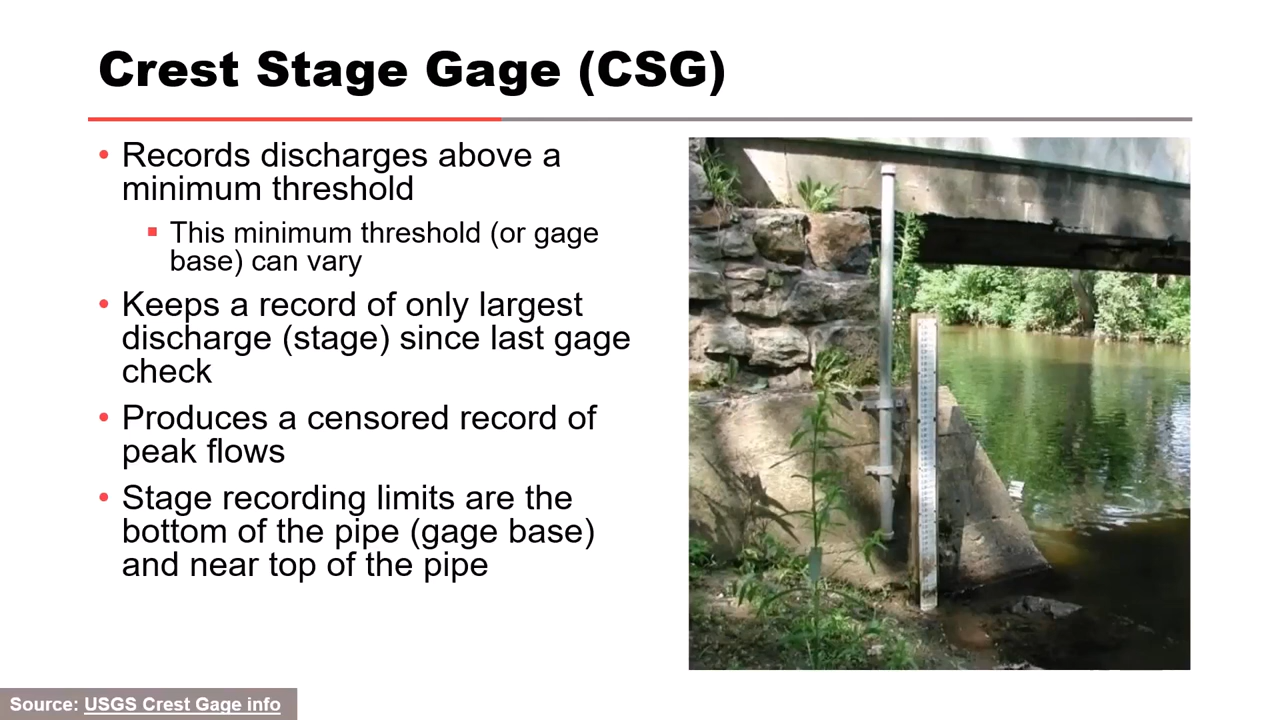 Crest Stage Gage (CSG)
• Records discharges above a
minimum threshold
▪ This minimum threshold (or gage
base) can vary
• Keeps a record of only largest
discharge (stage) since last gage
check
• Produces a censored record of
peak flows
• Stage recording limits are the
bottom of the pipe (gage base)
and near top of the pipe
Source: USGS Crest Gage info